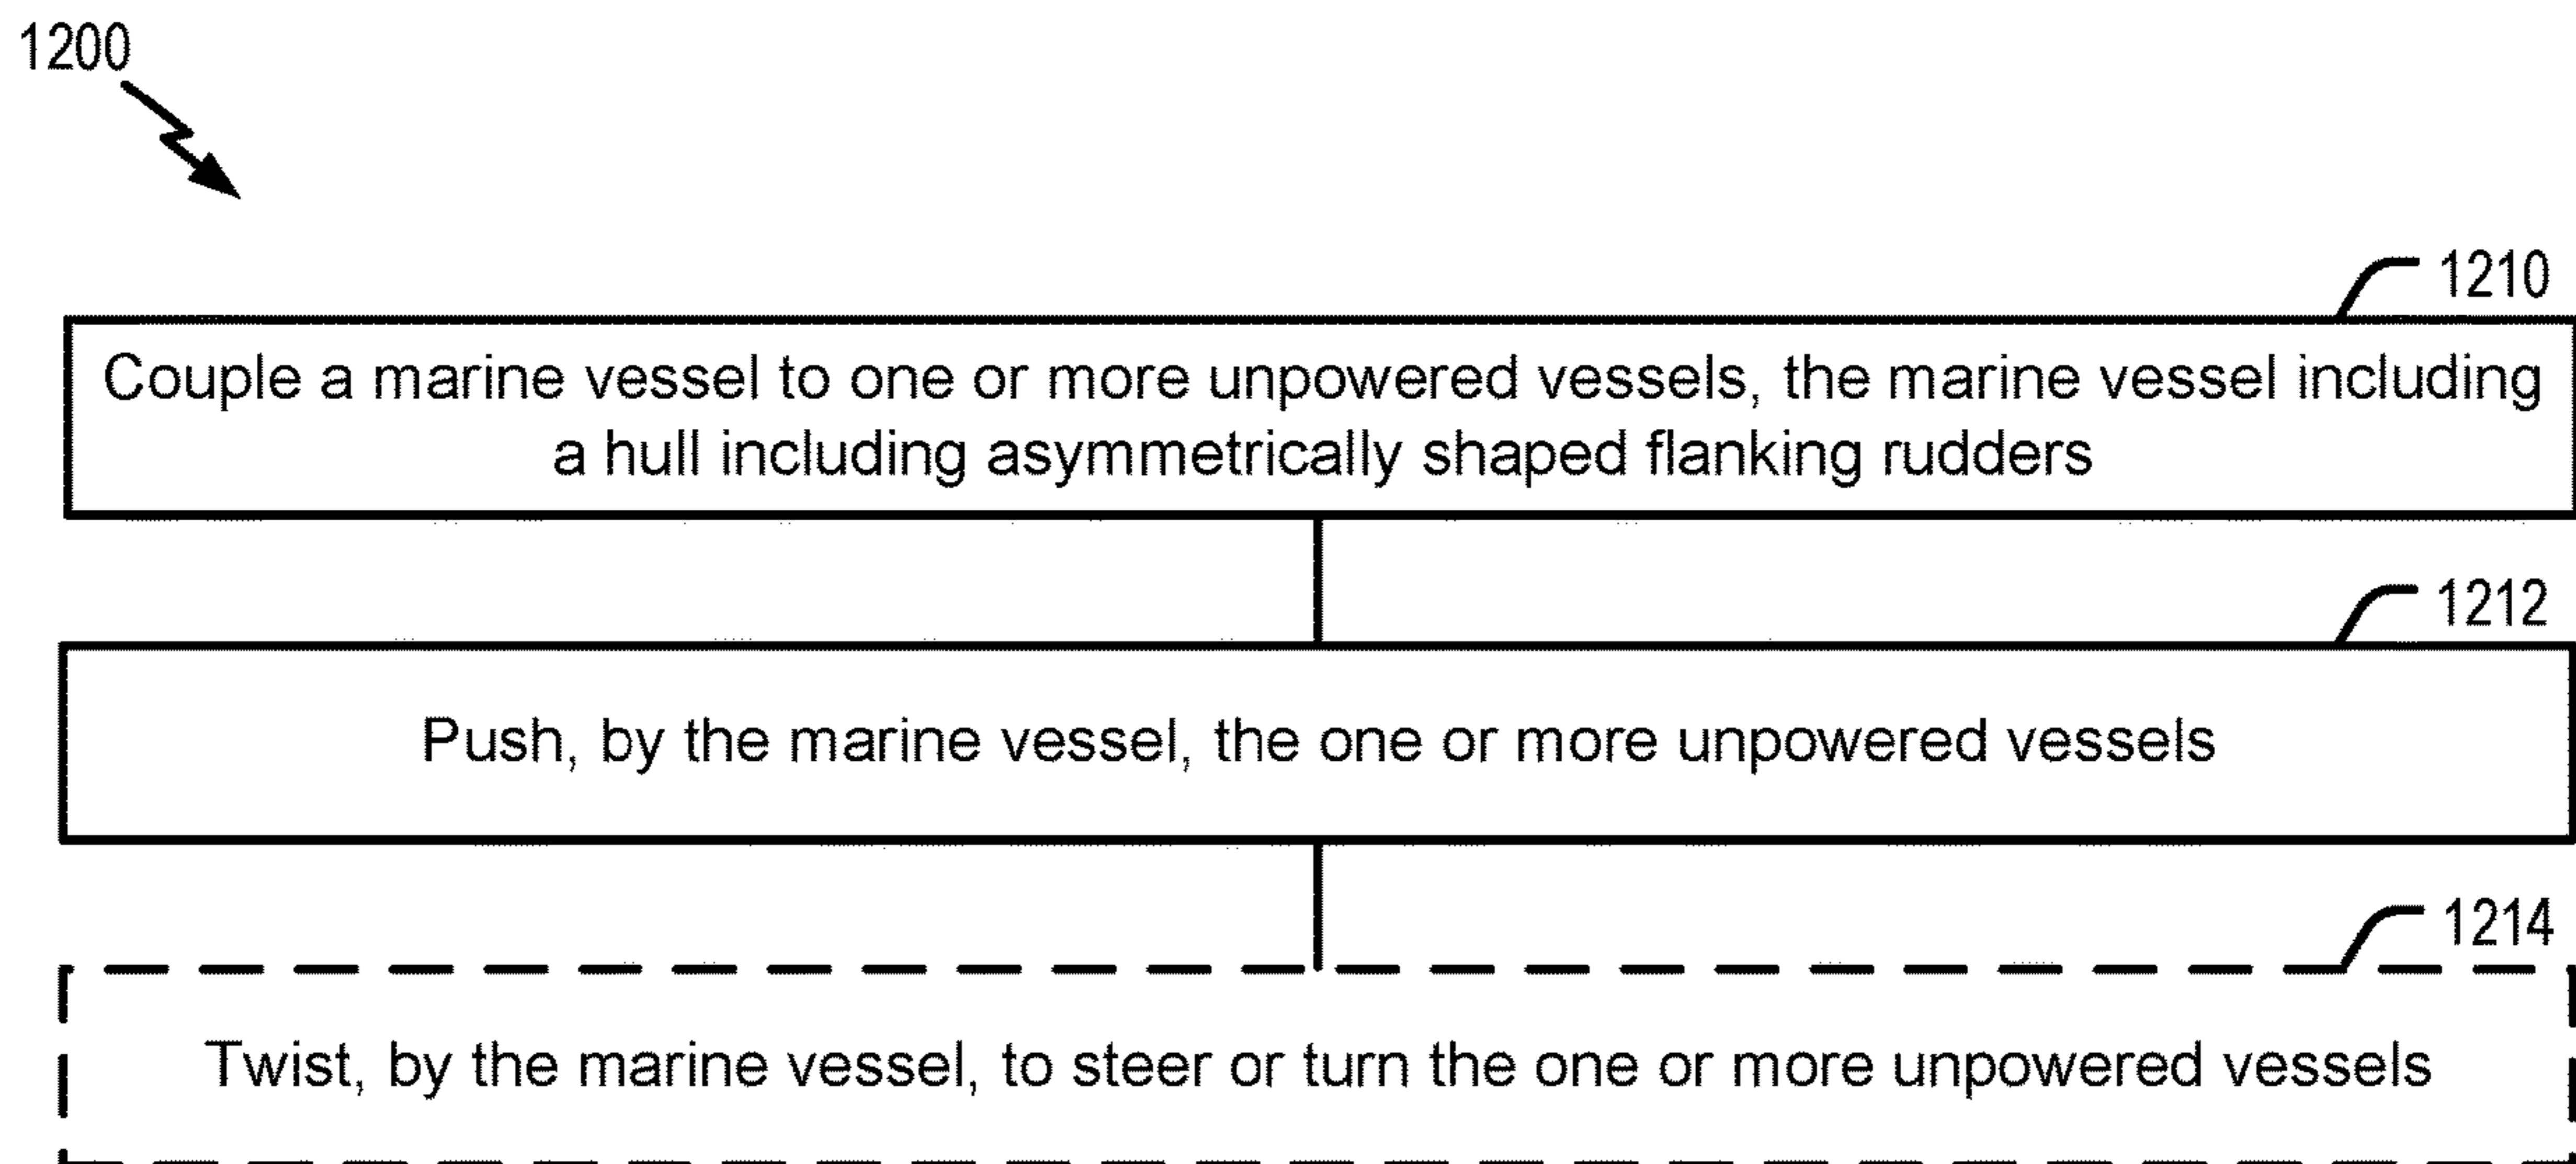 1200
1210
Couple a marine vessel to one or more unpowered vessels, the marine vessel including
a hull including asymmetrically shaped flanking rudders
1212
Push, by the marine vessel, the one or more unpowered vessels
1214
Twist, by the marine vessel, to steer or turn the one or more unpowered vessels